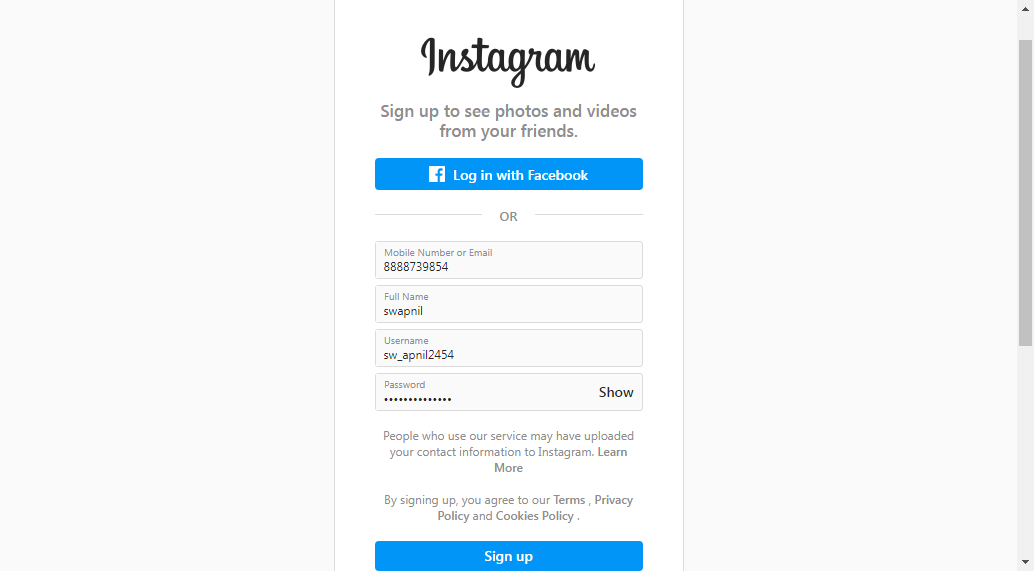 Instagram
Sign up to see photos and videos
from your friends.
Log in with Facebook
OR
Mobile Number or Email
8888739854
Full Name
swapnil
Username
sw_apnil2454
Password
••••••••••••••
Show
People who use our service may have uploaded
your contact information to Instagram. Learn
More
By signing up, you agree to our Terms , Privacy
Policy and Cookies Policy .
Sign up